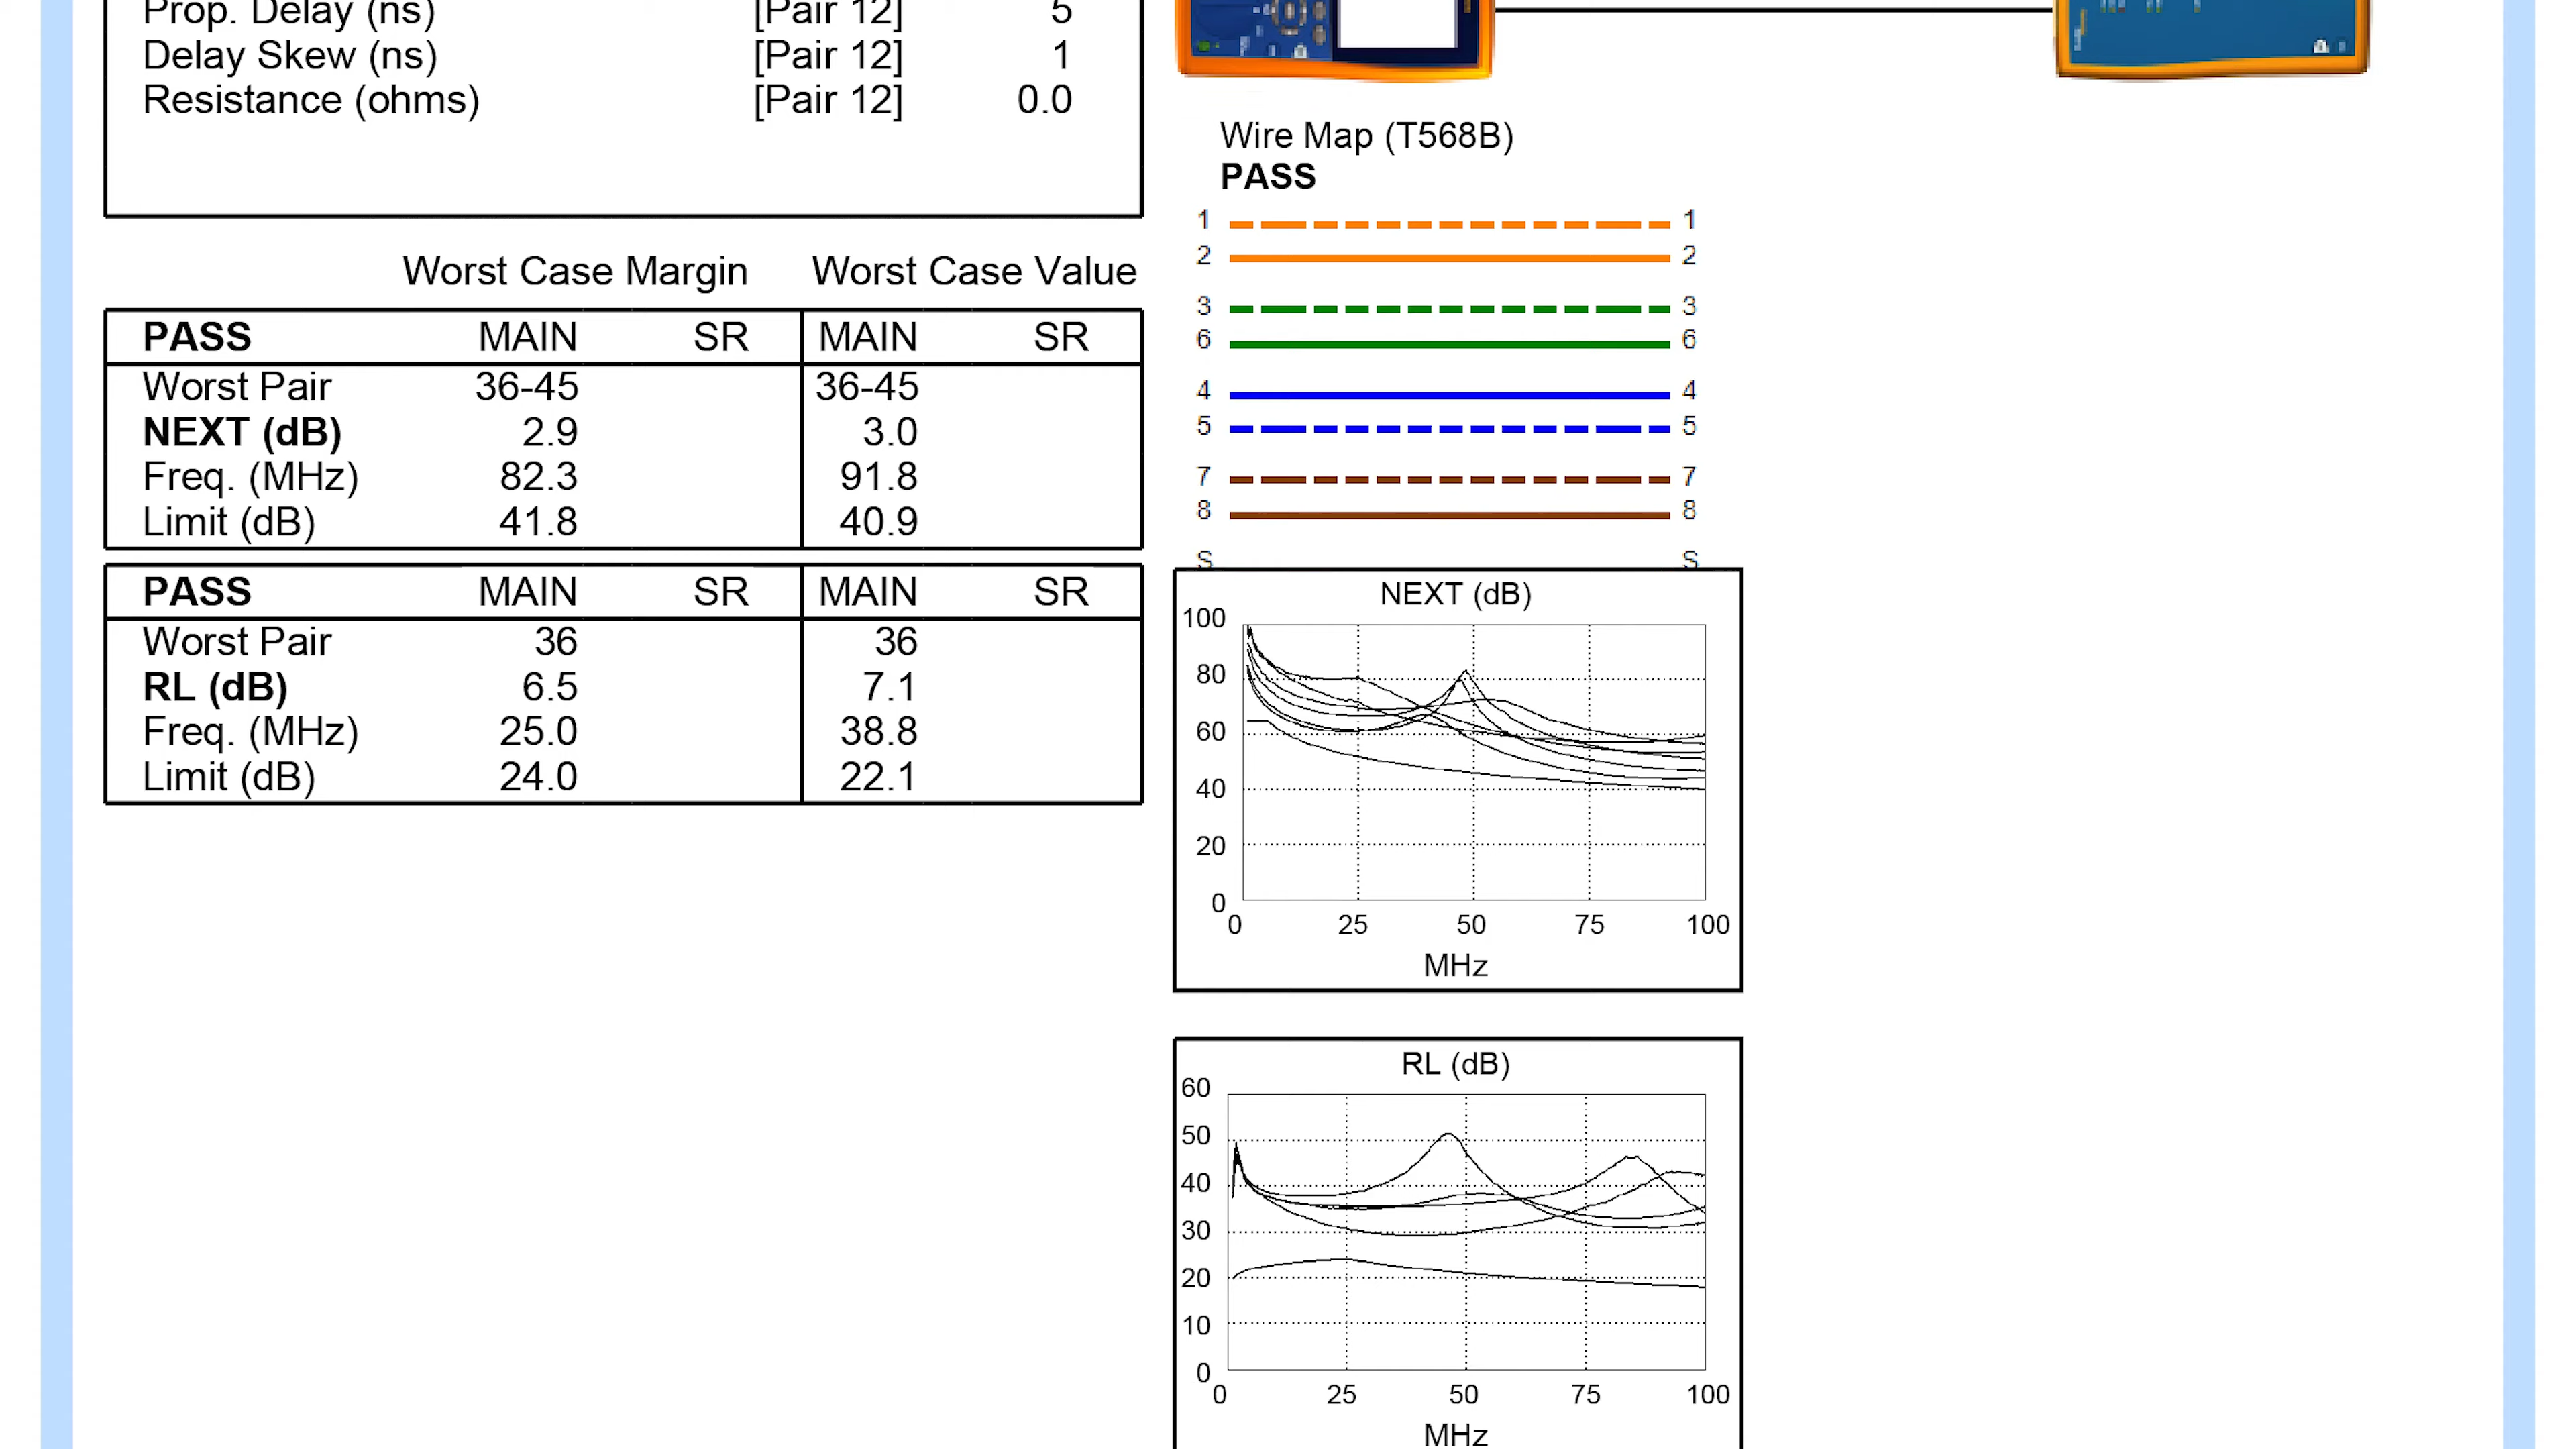 Prop. Delay (ns) [Pair 12] 5
Delay Skew (ns) [Pair 12] 1
Resistance (ohms) [Pair 12] 0.0
Worst Case Margin Worst Case Value
PASS MAIN SR MAIN SR
Worst Pair 36-45 36-45
NEXT (dB) 2.9 3.0
Freq. (MHz) 82.3 91.8
Limit (dB) 41.8 40.9
PASS MAIN SR MAIN SR
Worst Pair 36 36
RL (dB) 6.5 7.1
Freq. (MHz) 25.0 38.8
Limit (dB) 24.0 22.1
Wire Map (T568B)
PASS
1 1
2 2
3 3
6 6
4 4
5 5
7 7
8 8
S S
NEXT (dB)
100
80
60
40
20
0
0 25 50 75 100
MHz
RL (dB)
60
50
40
30
20
10
0
0 25 50 75 100
MHz